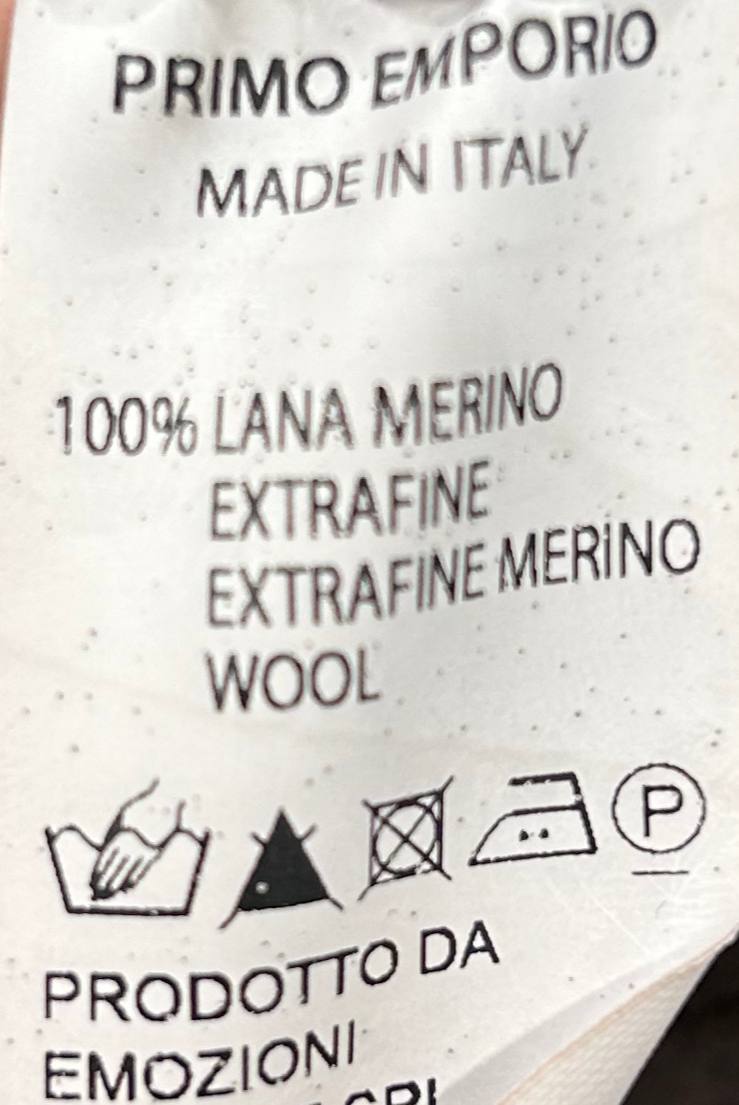 PRIMO EMPORIO
MADE IN ITALY
100% LANA MERINO
EXTRAFINE
EXTRAFINE MERINO
WOOL
P
PRODOTTO DA
EMOZIONI